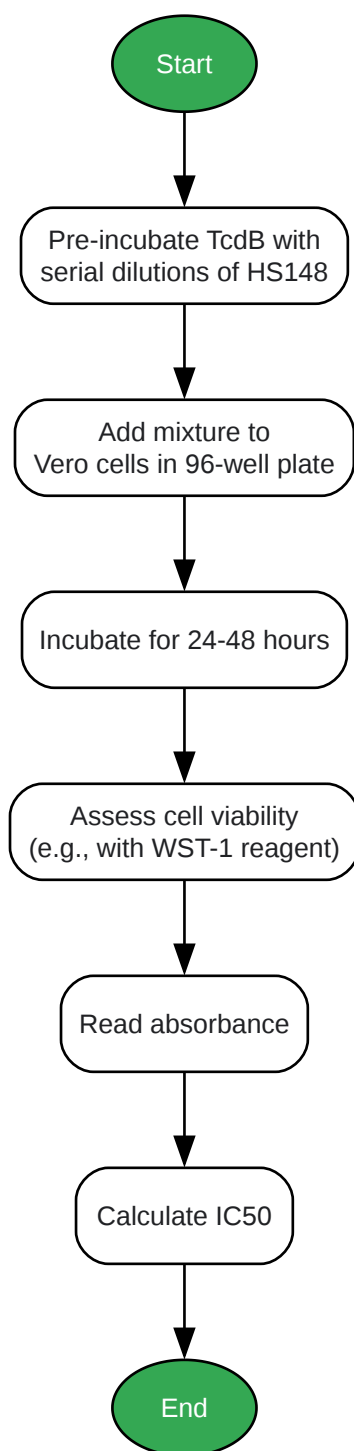 Start
Pre-incubate TcdB with
serial dilutions of HS148
Add mixture to
Vero cells in 96-well plate
Incubate for 24-48 hours
Assess cell viability
(e.g., with WST-1 reagent)
Read absorbance
Calculate IC50
End